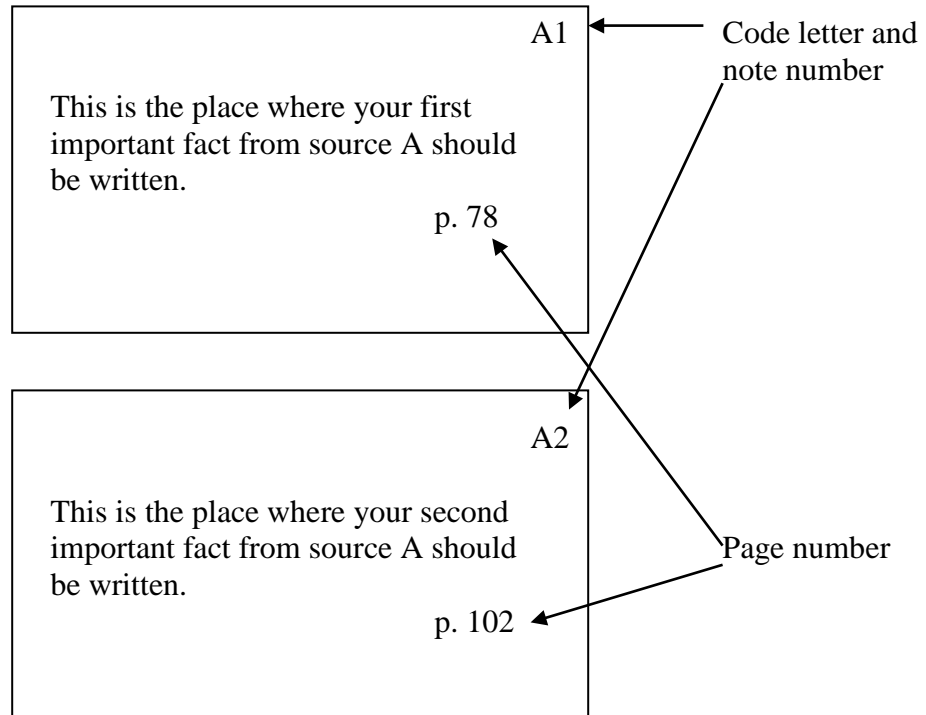 A1
Code letter and
note number
This is the place where your first
important fact from source A should
be written.
p. 78
A2
This is the place where your second
important fact from source A should
be written.
Page number
p. 102